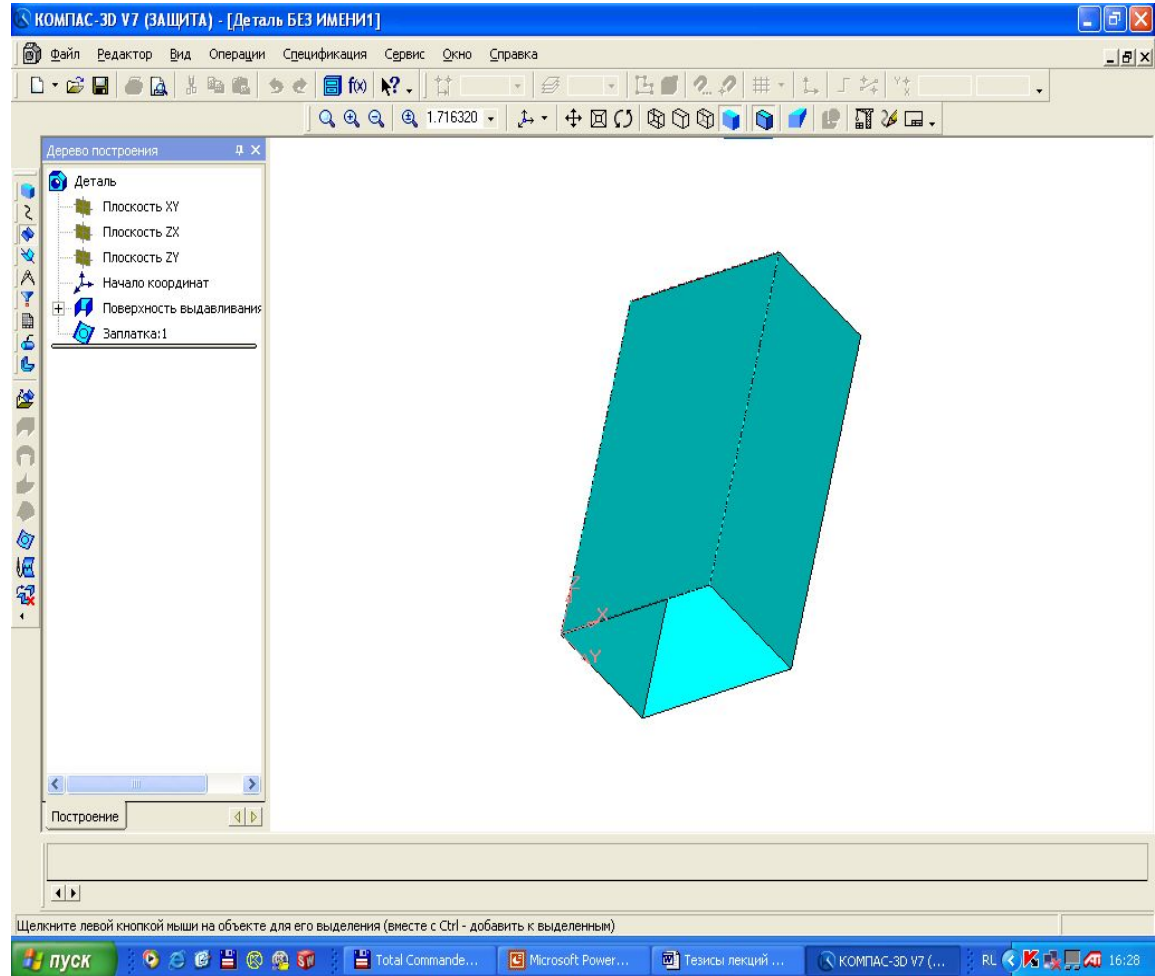 КОМПАС-3D V7 (ЗАЩИТА) - [Деталь БЕЗ ИМЕНИ1]
Файл Редактор Вид Операции Спецификация Сервис Окно Справка
f(x)
1.716320
Дерево построения
Деталь
Плоскость XY
Плоскость ZX
Плоскость ZY
Начало координат
Поверхность выдавливания
Заплатка:1
Z
X
Y
Построение
Щелкните левой кнопкой мыши на объекте для его выделения (вместе с Ctrl - добавить к выделенным)
пуск Total Commande... Microsoft Power... Тезисы лекций ... КОМПАС-3D V7 (... RL 16:28